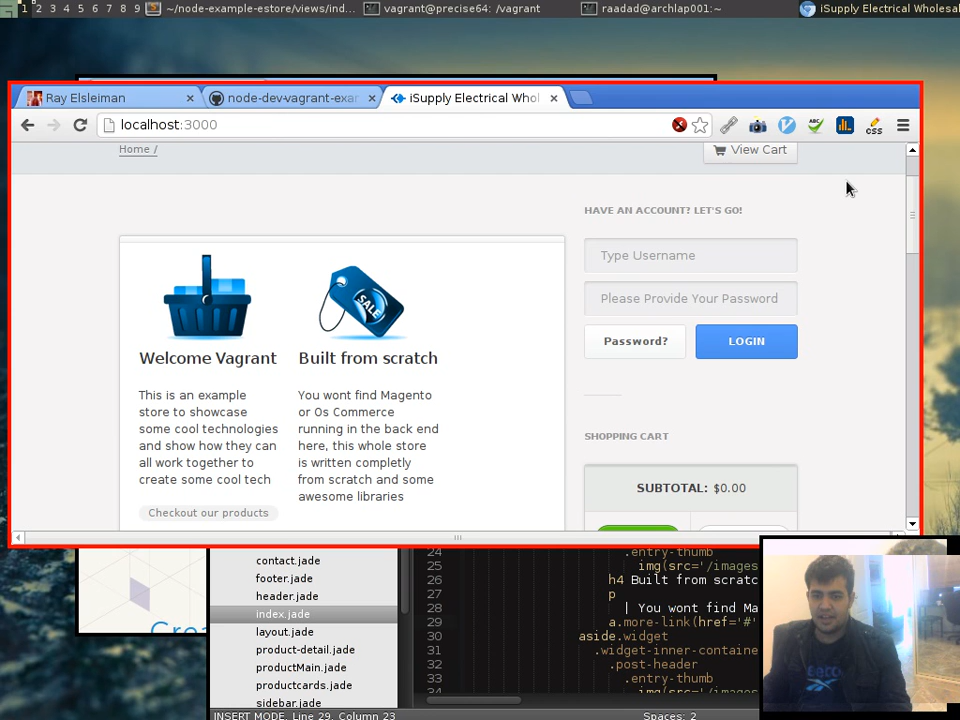 1 2 3 4 5 6 7 8 9
~/node-example-estore/views/ind...
vagrant@precise64: /vagrant
raadad@archlap001:~
iSupply Electrical Wholesal
Ray Elsleiman
node-dev-vagrant-exar
iSupply Electrical Whol
localhost:3000
ABC
CSS
Home /
View Cart
HAVE AN ACCOUNT? LET'S GO!
Type Username
Please Provide Your Password
Password?
LOGIN
SALE
Welcome Vagrant
Built from scratch
This is an example
store to showcase
some cool technologies
and show how they can
all work together to
create some cool tech
Checkout our products
You wont find Magento
or Os Commerce
running in the back end
here, this whole store
is written completly
from scratch and some
awesome libraries
SHOPPING CART
SUBTOTAL: $0.00
contact.jade
footer.jade
header.jade
index.jade
layout.jade
product-detail.jade
productMain.jade
productcards.jade
sidebar.jade
24 .entry-thumb
25 img(src='/images
26 h4 Built from scratc
27 p
28 | You wont find Ma
29 a.more-link(href='#'
30 aside.widget
31 .widget-inner-containe
32 .post-header
33 .entry-thumb
34 img(src='/images
INSERT MODE, Line 29, Column 23
Spaces: 2
Reebok